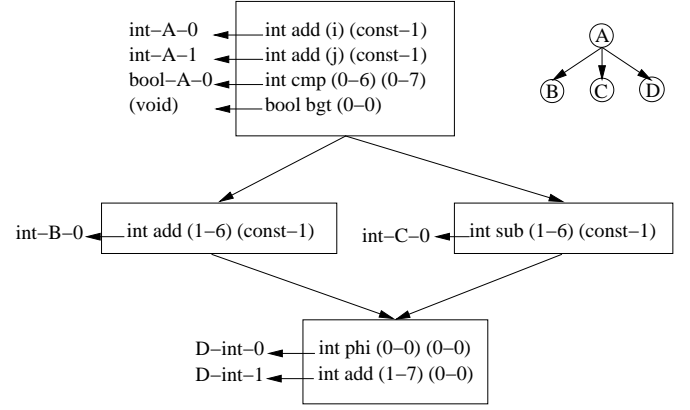 int–A–0 int add (i) (const–1)
int–A–1 int add (j) (const–1)
bool–A–0 int cmp (0–6) (0–7)
(void) bool bgt (0–0)
A
B C D
int–B–0 int add (1–6) (const–1)
int–C–0 int sub (1–6) (const–1)
D–int–0 int phi (0–0) (0–0)
D–int–1 int add (1–7) (0–0)